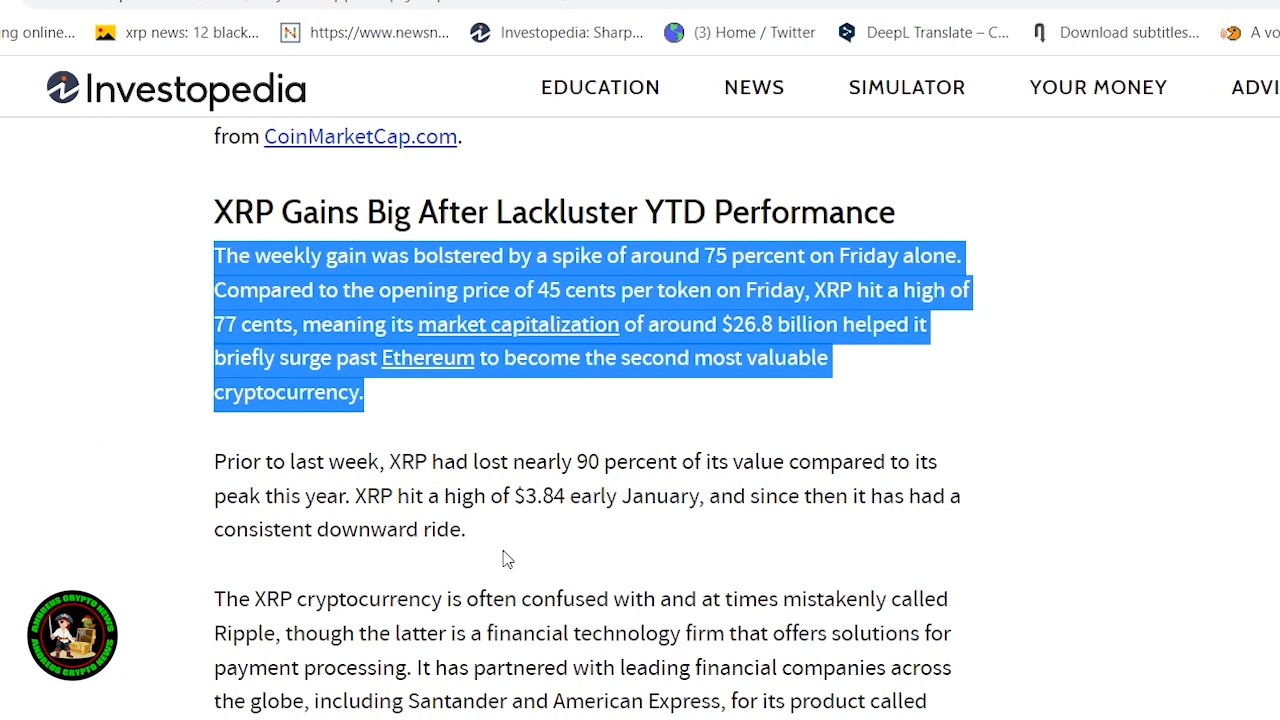 ng online...
xrp news: 12 black...
https://www.newsn...
Investopedia: Sharp...
(3) Home / Twitter
DeepL Translate – C...
Download subtitles...
A vo
Investopedia
EDUCATION
NEWS
SIMULATOR
YOUR MONEY
ADVI
from CoinMarketCap.com.
XRP Gains Big After Lackluster YTD Performance
The weekly gain was bolstered by a spike of around 75 percent on Friday alone.
Compared to the opening price of 45 cents per token on Friday, XRP hit a high of
77 cents, meaning its market capitalization of around $26.8 billion helped it
briefly surge past Ethereum to become the second most valuable
cryptocurrency.
Prior to last week, XRP had lost nearly 90 percent of its value compared to its
peak this year. XRP hit a high of $3.84 early January, and since then it has had a
consistent downward ride.
The XRP cryptocurrency is often confused with and at times mistakenly called
Ripple, though the latter is a financial technology firm that offers solutions for
payment processing. It has partnered with leading financial companies across
the globe, including Santander and American Express, for its product called
ANDREUS CRYPTO NEWS
ANDREUS CRYPTO NEWS